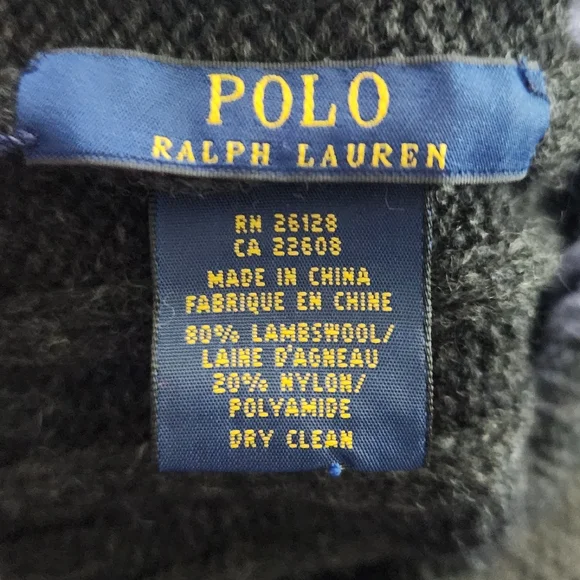 POLO
RALPH LAUREN
RN 26128
CA 22608
MADE IN CHINA
FABRIQUE EN CHINE
80% LAMBSWOOL/
LAINE D'AGNEAU
20% NYLON/
POLYAMIDE
DRY CLEAN